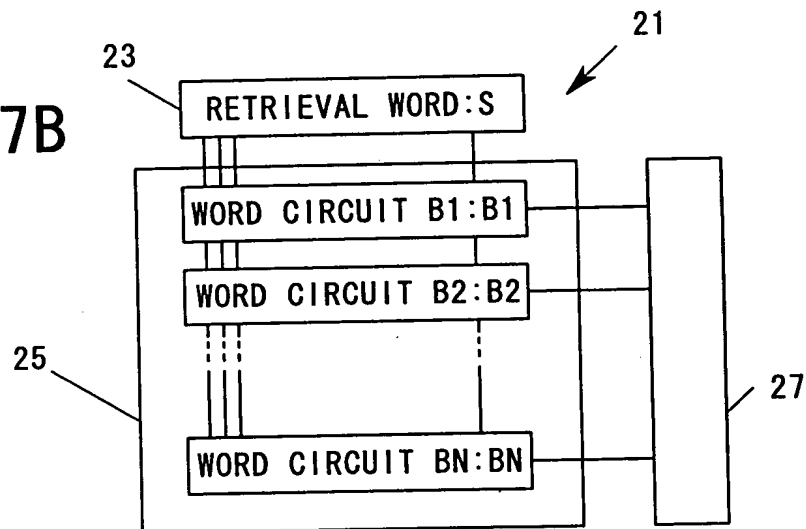 21
23
7B
RETRIEVAL WORD:S
WORD CIRCUIT B1:B1
WORD CIRCUIT B2:B2
25
27
WORD CIRCUIT BN:BN